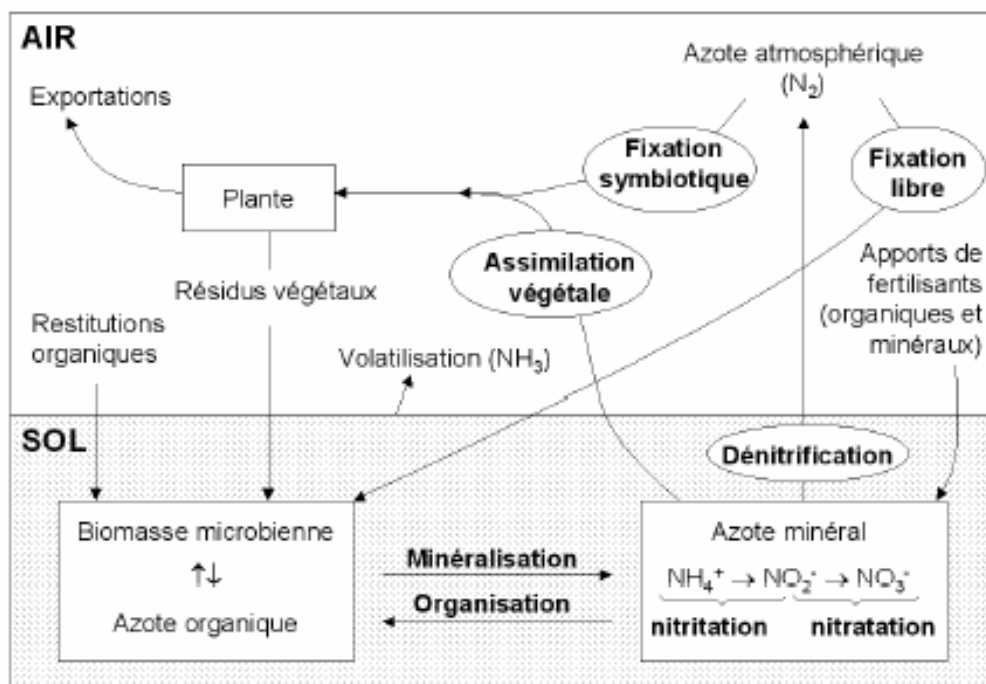 AIR
Azote atmosphérique
(N₂)
Exportations
Fixation
symbiotique
Fixation
libre
Plante
Assimilation
végétale
Apports de
fertilisants
(organiques et
minéraux)
Résidus végétaux
Restitutions
organiques
Volatilisation (NH₃)
SOL
Dénitrification
Biomasse microbienne
↑↓
Azote organique
Minéralisation
Organisation
Azote minéral
NH₄⁺ → NO₂⁻ → NO₃⁻
nitritation nitratation